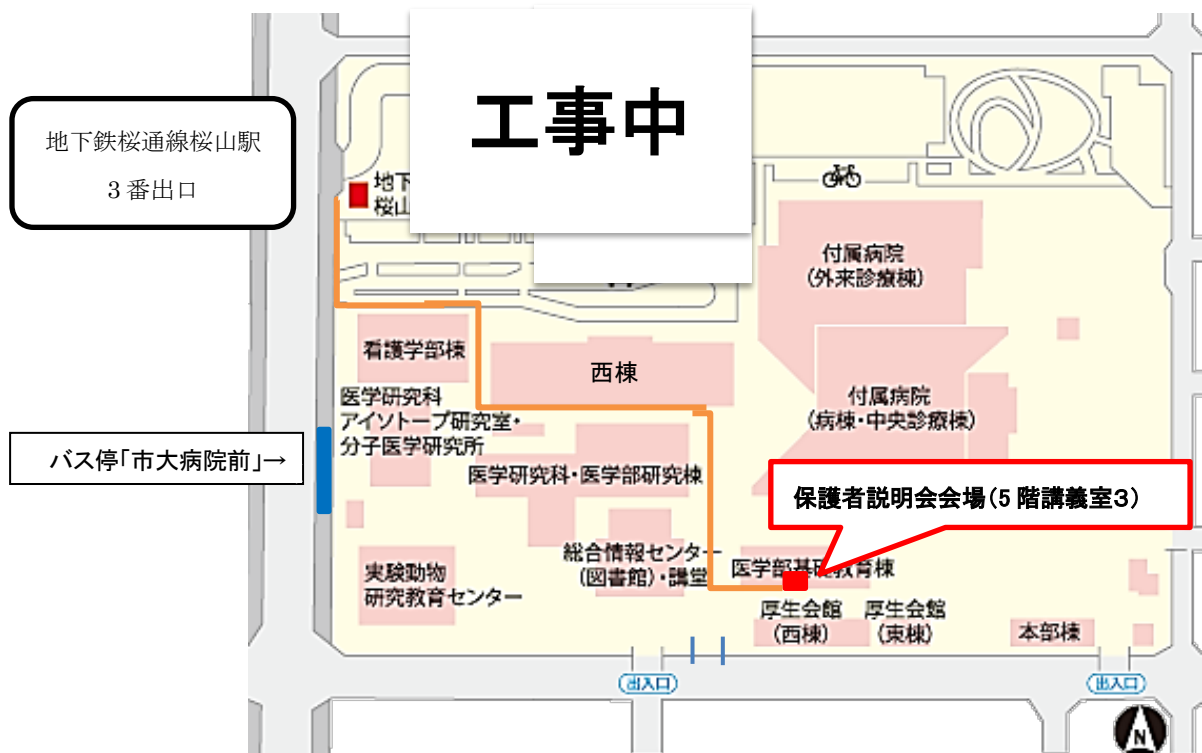 工事中
地下鉄桜通線桜山駅
3番出口
地下
桜山
付属病院
(外来診療棟)
看護学部棟
西棟
医学研究科
アイソトープ研究室・
分子医学研究所
付属病院
(病棟・中央診療棟)
バス停「市大病院前」→
医学研究科・医学部研究棟
保護者説明会会場(5階講義室3)
総合情報センター
(図書館)・講堂
医学部基礎教育棟
実験動物
研究教育センター
厚生会館
(西棟)
厚生会館
(東棟)
本部棟
出入口
出入口
N